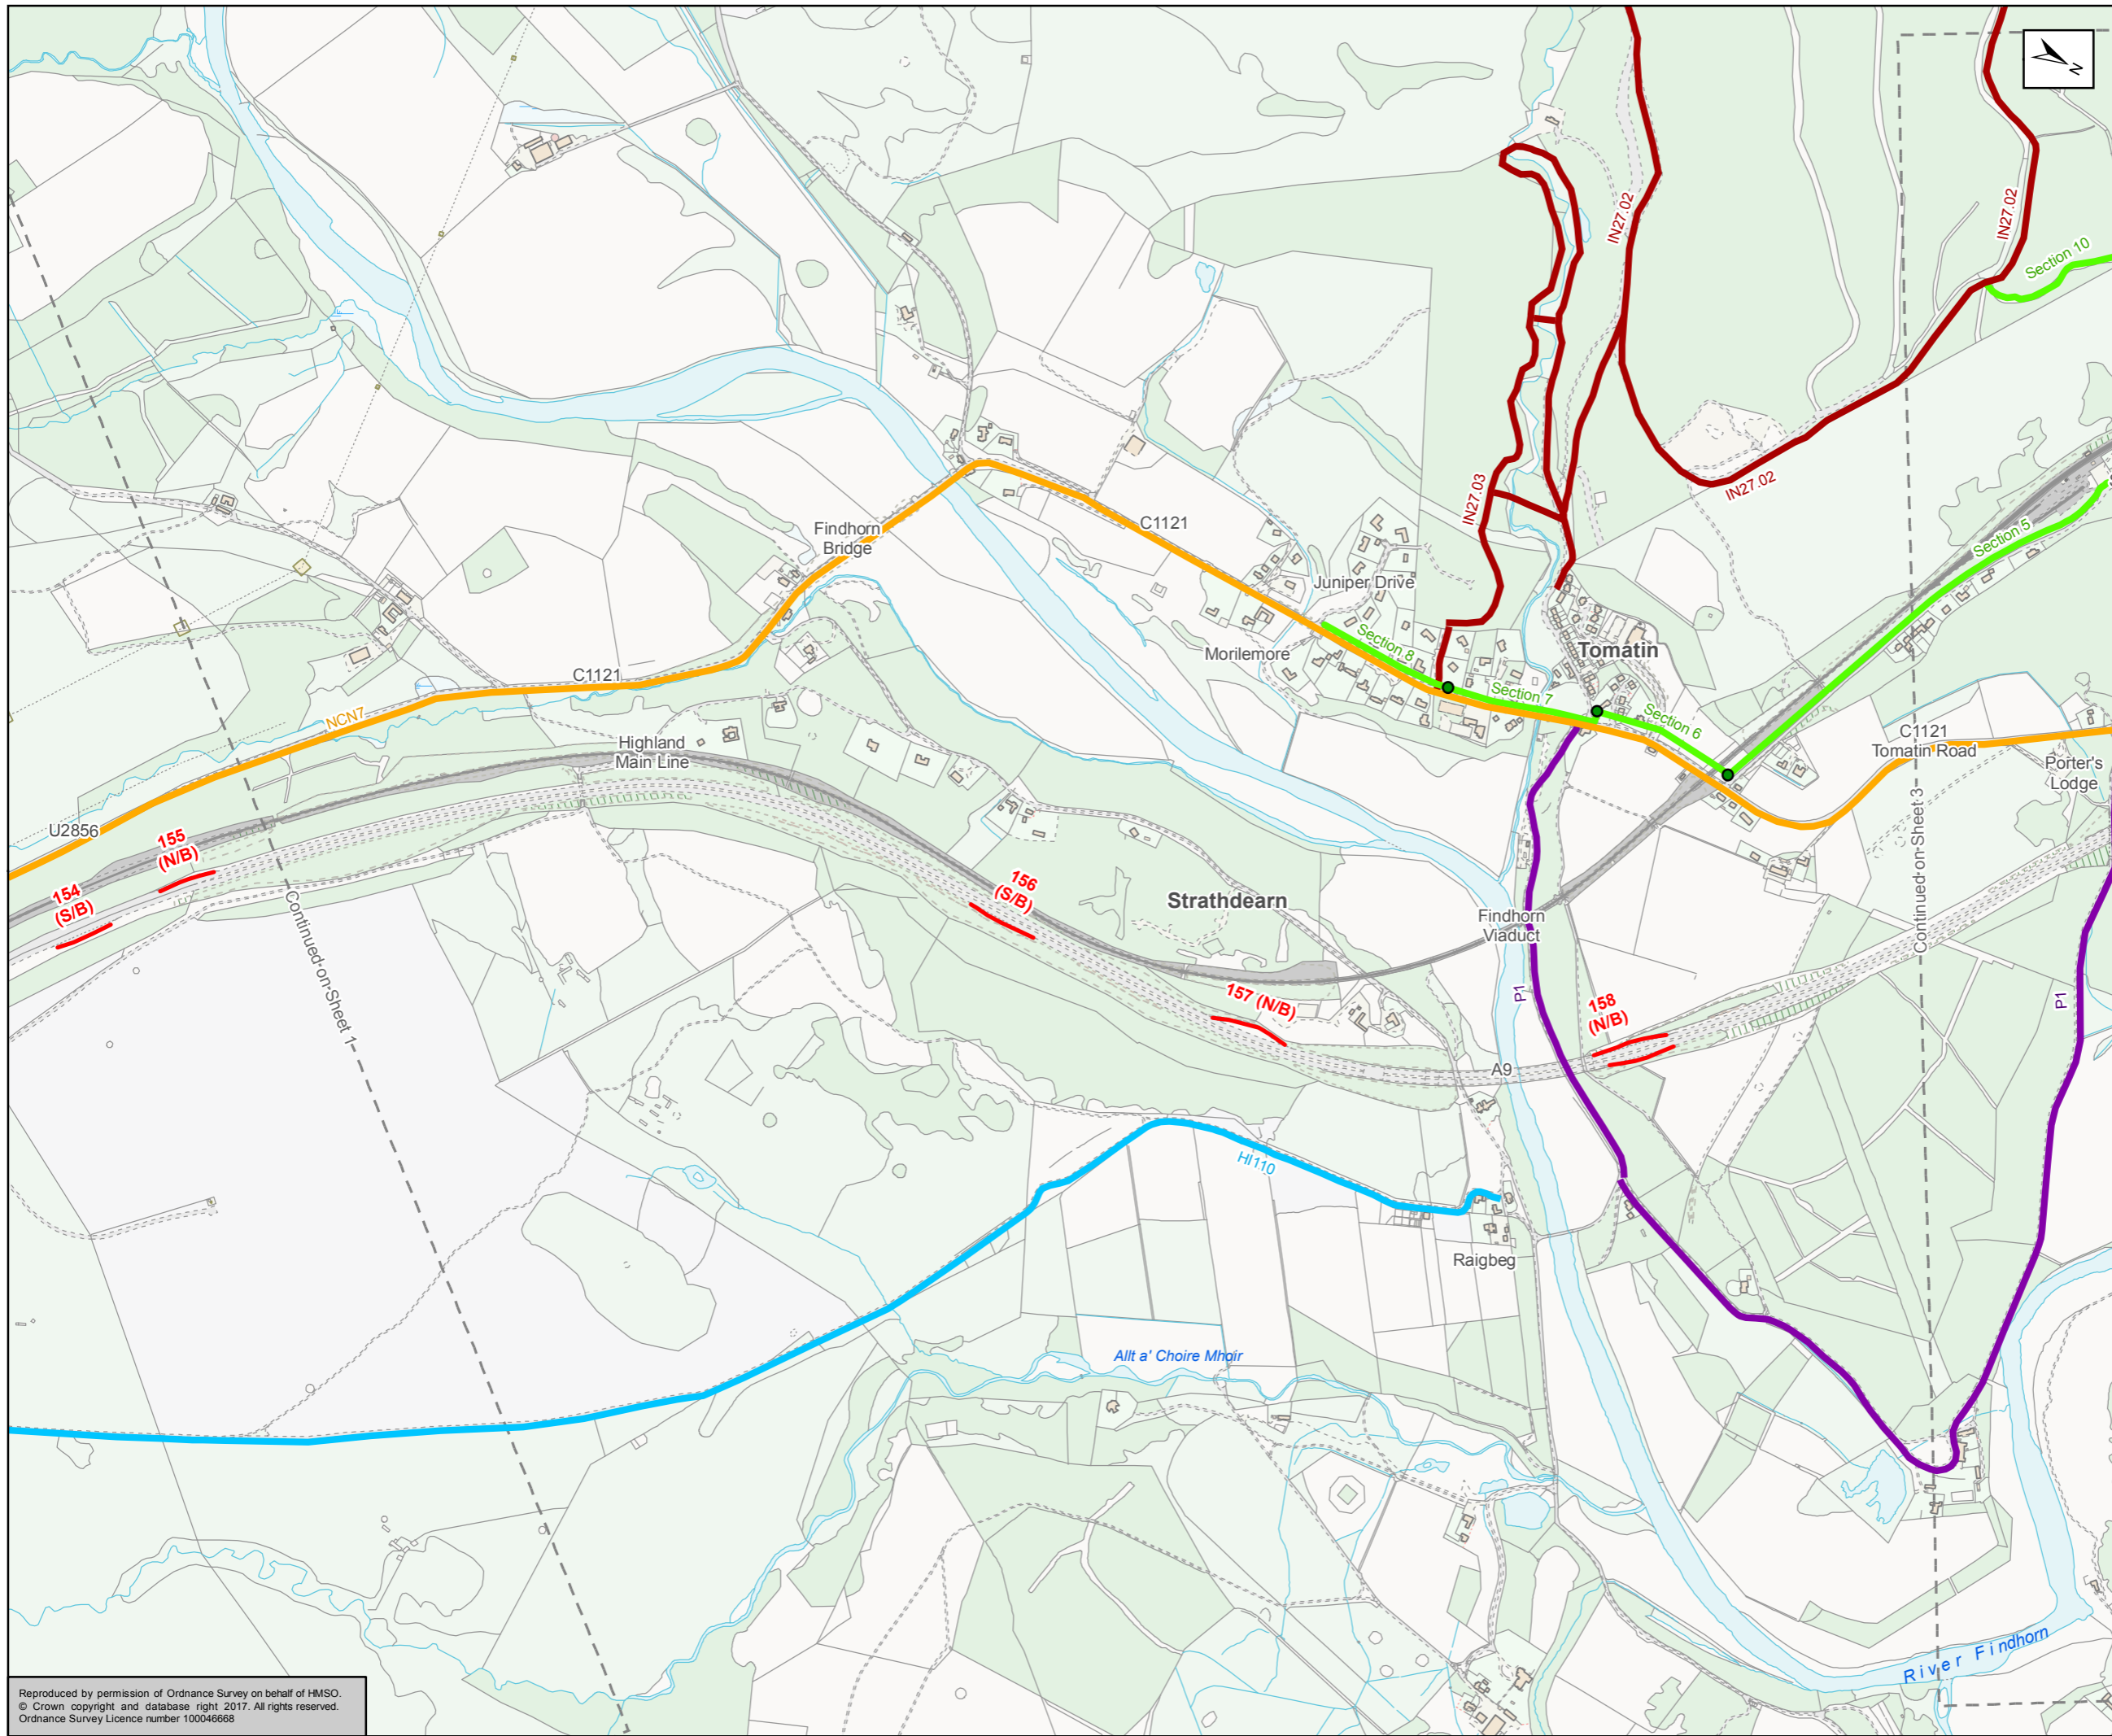 N
IN27.02
IN27.02
Section 10
IN27.03
IN27.02
C1121
Findhorn
Bridge
Section 5
Juniper Drive
Section 8
Morilemore
Tomatin
Section 7
Section 6
C1121
NCN7
C1121
Tomatin Road
Highland
Main Line
Porter's
Lodge
U2856
155
(N/B)
154
(S/B)
156
(S/B)
Strathdearn
Findhorn
Viaduct
Continued on Sheet 3
Continued on Sheet 1
157 (N/B)
P1
158
(N/B)
P1
A9
HI110
Raigbeg
Allt a' Choire Mhoir
River Findhorn
Reproduced by permission of Ordnance Survey on behalf of HMSO.
© Crown copyright and database right 2017. All rights reserved.
Ordnance Survey Licence number 100046668